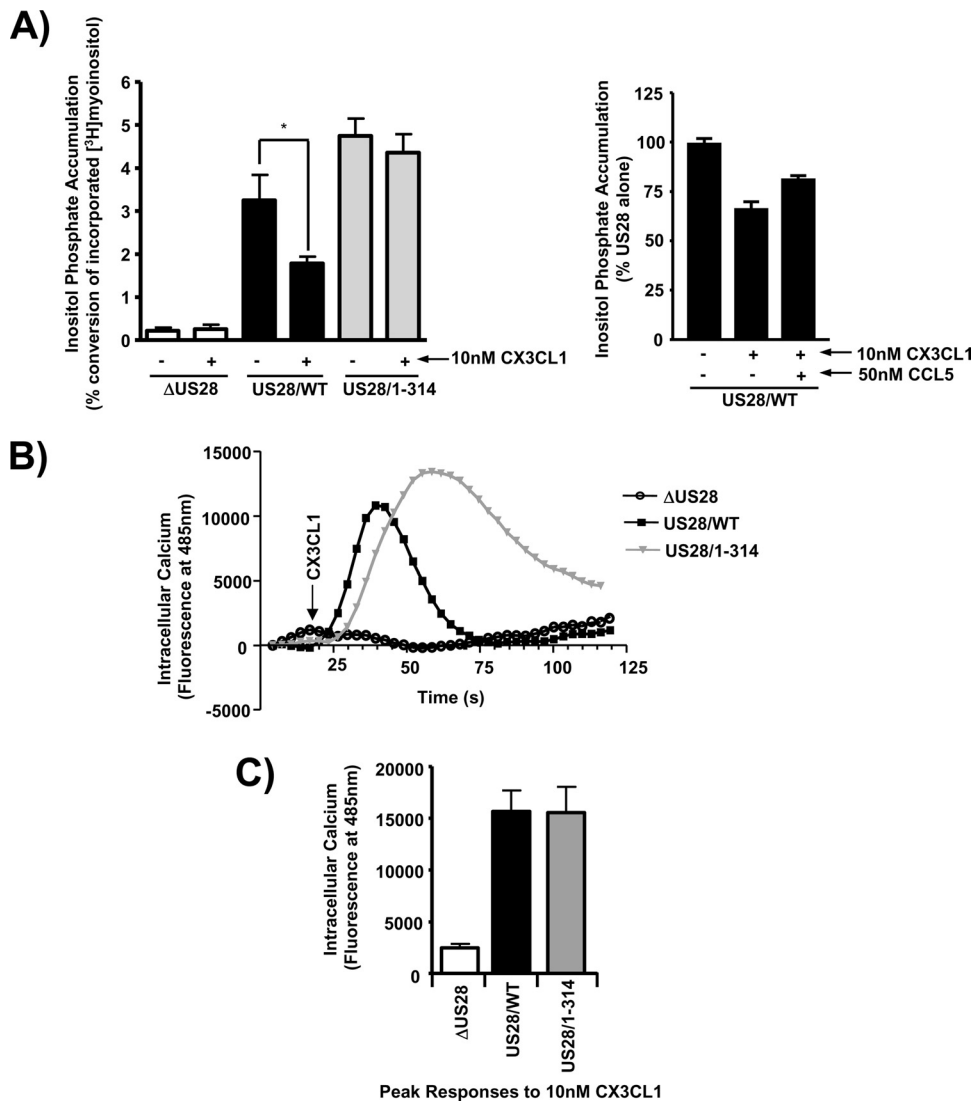 A)
Inositol Phosphate Accumulation
(% conversion of incorporated [³H]myoinositol)
6
5
4
3
2
1
0
*
- + - + - +
10nM CX3CL1
ΔUS28 US28/WT US28/1-314
Inositol Phosphate Accumulation
(% US28 alone)
125
100
75
50
25
0
- + + 10nM CX3CL1
- - + 50nM CCL5
US28/WT
B)
Intracellular Calcium
(Fluorescence at 485nm)
15000
10000
5000
0
-5000
CX3CL1
25 50 75 100 125
Time (s)
ΔUS28
US28/WT
US28/1-314
C)
Intracellular Calcium
(Fluorescence at 485nm)
20000
15000
10000
5000
0
ΔUS28
US28/WT
US28/1-314
Peak Responses to 10nM CX3CL1